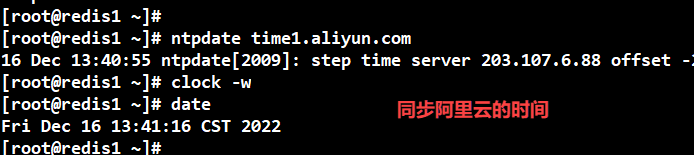 [root@redis1 ~]#
[root@redis1 ~]# ntpdate time1.aliyun.com
16 Dec 13:40:55 ntpdate[2009]: step time server 203.107.6.88 offset
[root@redis1 ~]# clock -w
[root@redis1 ~]# date
同步阿里云的时间
Fri Dec 16 13:41:16 CST 2022
[root@redis1 ~]#